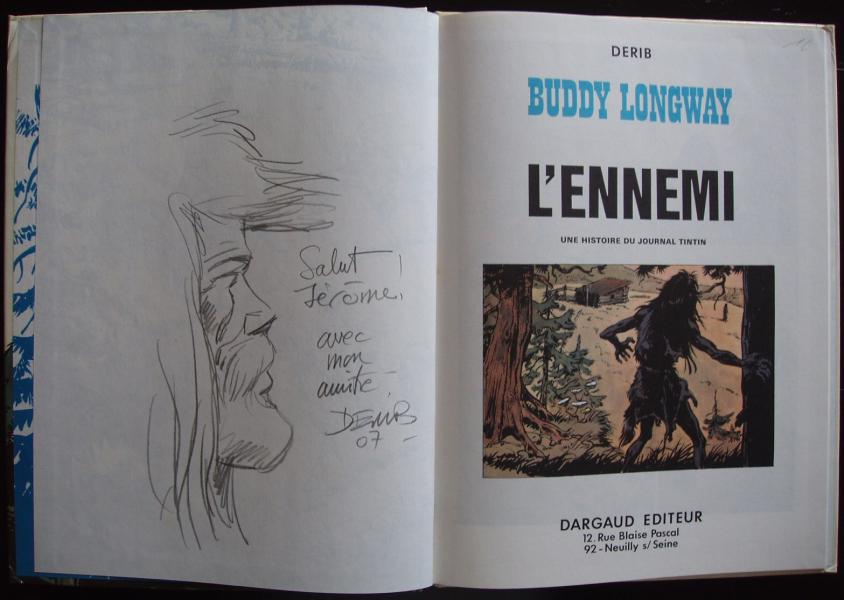 Salut !
Jérôme,
avec
mon
amitié
DERIB
07 -
DERIB
BUDDY LONGWAY
L'ENNEMI
UNE HISTOIRE DU JOURNAL TINTIN
DARGAUD EDITEUR
12, Rue Blaise Pascal
92 - Neuilly s/ Seine